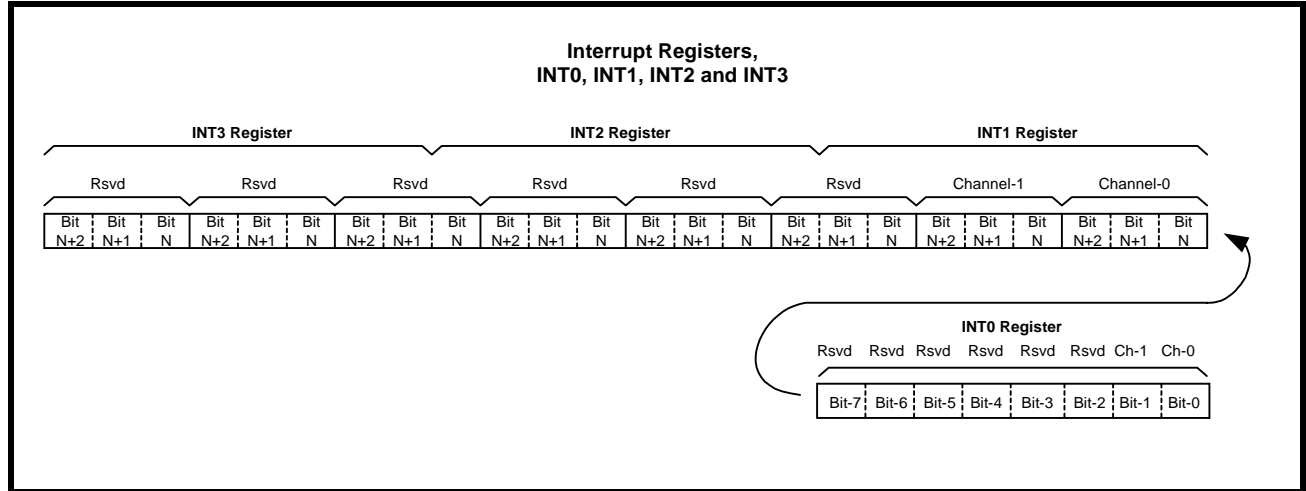 Interrupt Registers,
INT0, INT1, INT2 and INT3
INT3 Register INT2 Register INT1 Register
Rsvd Rsvd Rsvd Rsvd Rsvd Rsvd Channel-1 Channel-0
Bit Bit Bit Bit Bit Bit Bit Bit Bit Bit Bit Bit Bit Bit Bit Bit Bit Bit Bit Bit Bit Bit Bit Bit
N+2 N+1 N N+2 N+1 N N+2 N+1 N N+2 N+1 N N+2 N+1 N N+2 N+1 N N+2 N+1 N N+2 N+1 N
INT0 Register
Rsvd Rsvd Rsvd Rsvd Rsvd Rsvd Ch-1 Ch-0
Bit-7 Bit-6 Bit-5 Bit-4 Bit-3 Bit-2 Bit-1 Bit-0